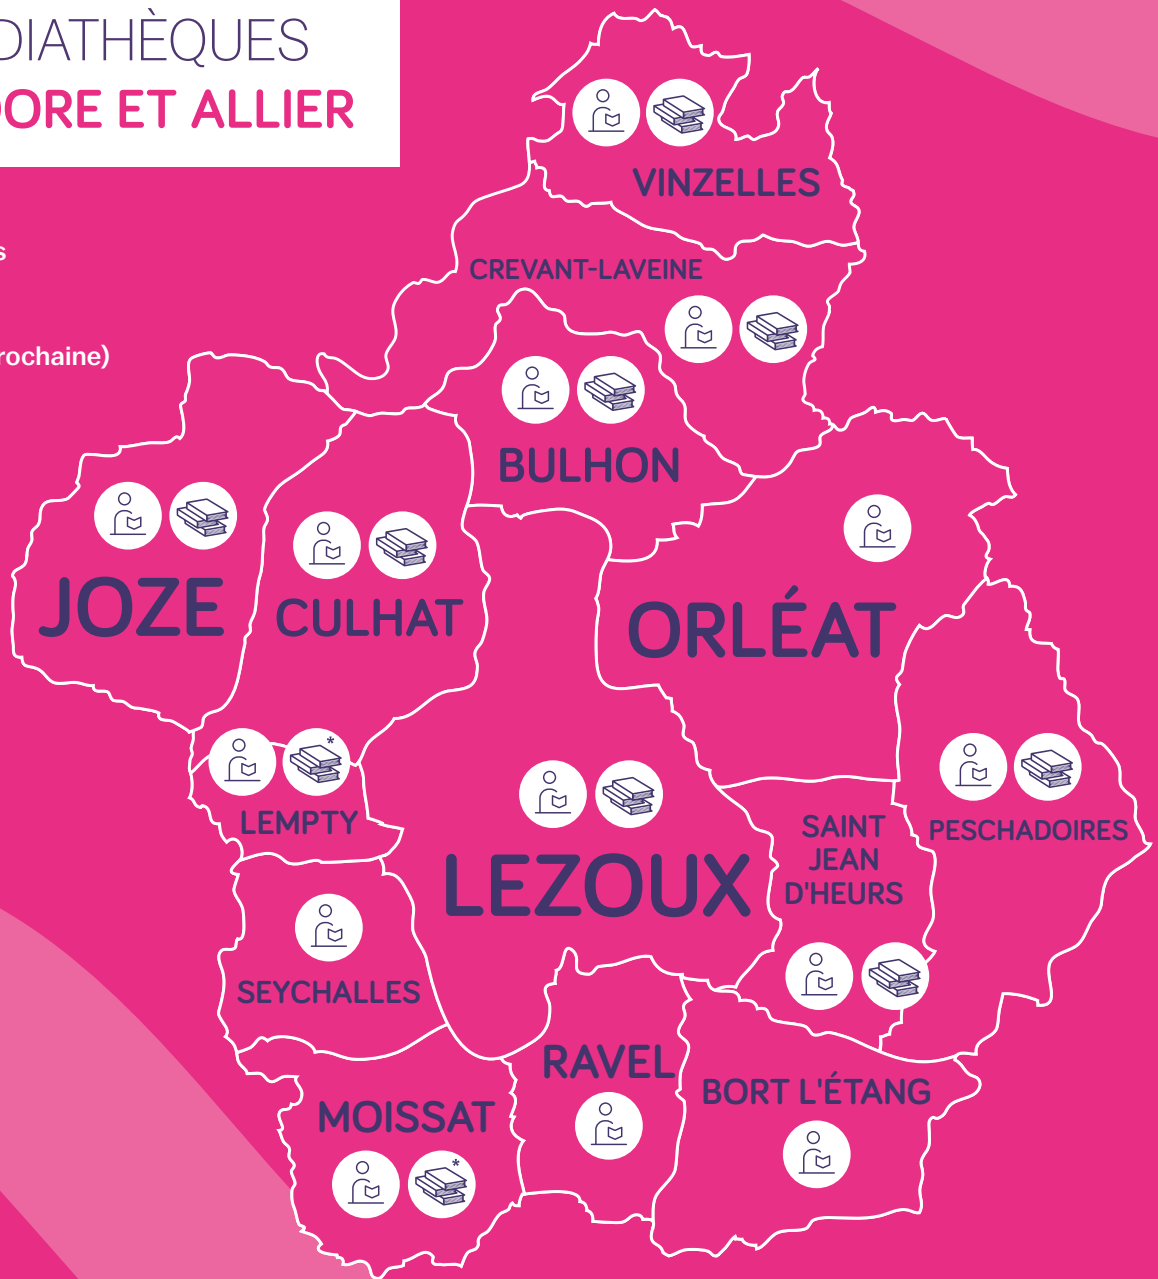 DIATHÈQUES
DORE ET ALLIER
s
rochaine)
VINZELLES
CREVANT-LAVEINE
BULHON
JOZE
CULHAT
ORLÉAT
*
LEMPTY
LEZOUX
SAINT
JEAN
D'HEURS
PESCHADOIRES
SEYCHALLES
RAVEL
BORT L'ÉTANG
MOISSAT
*